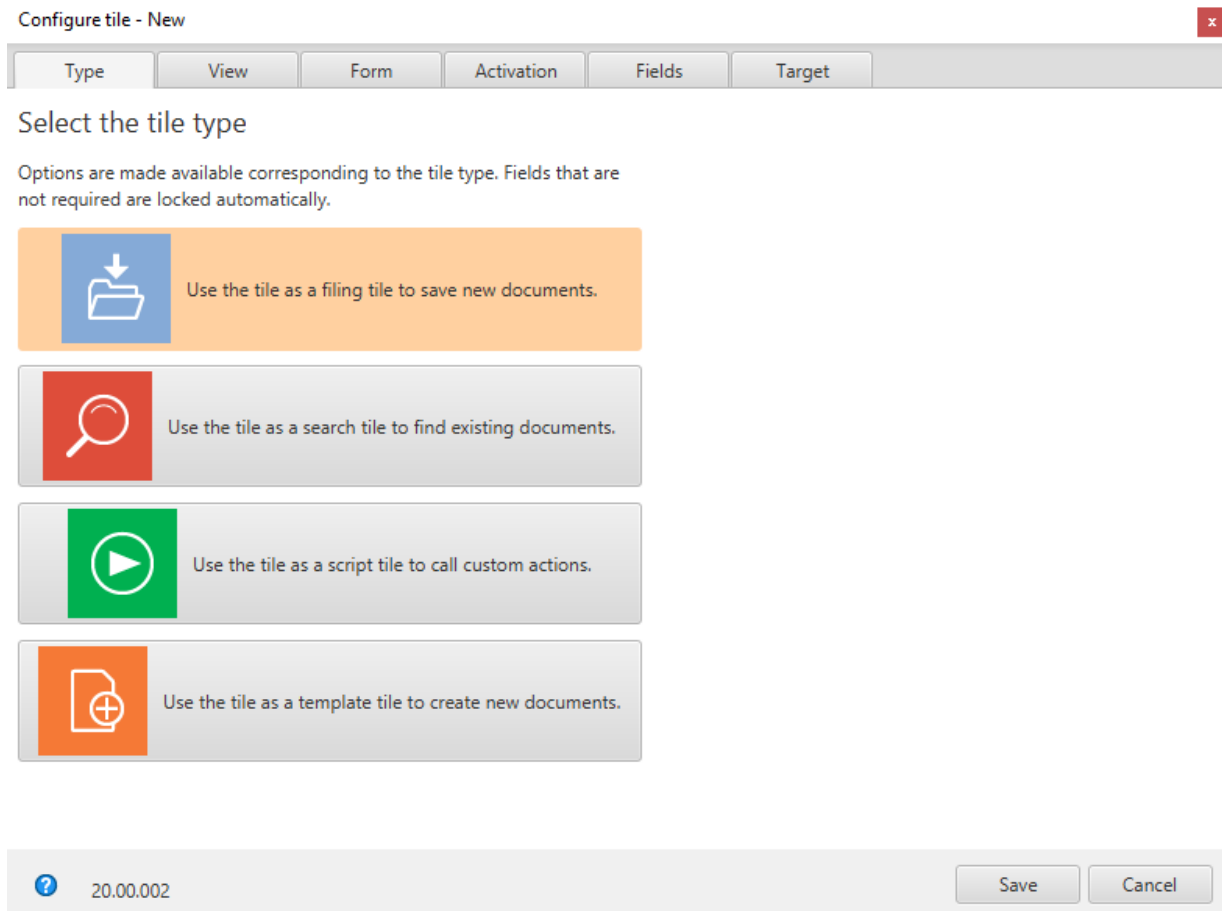 Configure tile - New
x
Type
View
Form
Activation
Fields
Target
Select the tile type
Options are made available corresponding to the tile type. Fields that are
not required are locked automatically.
Use the tile as a filing tile to save new documents.
Use the tile as a search tile to find existing documents.
Use the tile as a script tile to call custom actions.
Use the tile as a template tile to create new documents.
?
20.00.002
Save
Cancel